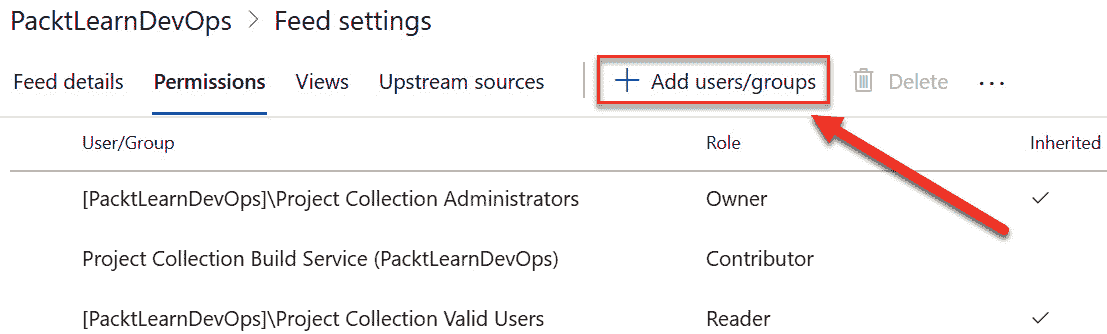 PacktLearnDevOps > Feed settings
Feed details Permissions Views Upstream sources + Add users/groups Delete ...
User/Group Role Inherited
[PacktLearnDevOps]\Project Collection Administrators Owner ✓
Project Collection Build Service (PacktLearnDevOps) Contributor
[PacktLearnDevOps]\Project Collection Valid Users Reader ✓